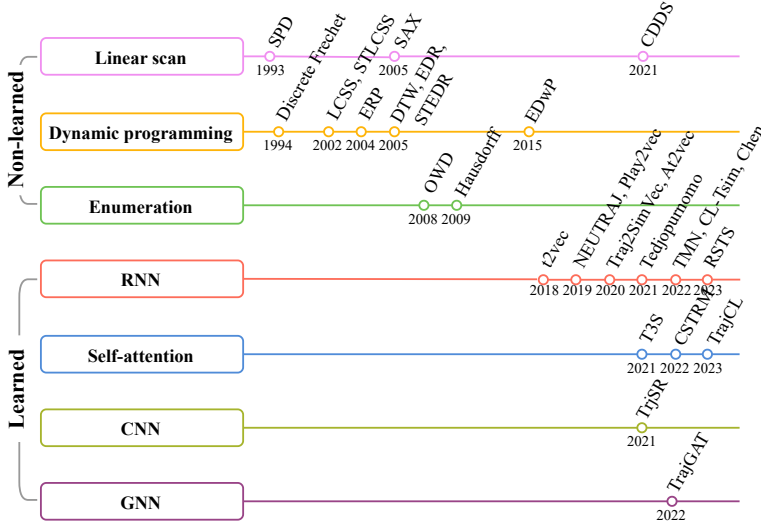 Non-learned
Linear scan
SPD
1993
SAX
2005
CDDS
2021
Dynamic programming
Discrete Frechet
1994
LCSS, STLCSS
2002
ERP
2004
DTW, EDR,
STEDR
2005
EDwP
2015
Enumeration
OWD
2008
Hausdorff
2009
Learned
RNN
t2vec
2018
NEUTRAJ, Play2vec
2019
Traj2SimVec, At2vec
2020
Tedjopurnomo
2021
TMN, CL-Tsim, Chen
2022
RSTS
2023
Self-attention
T3S
2021
CSTRM
2022
TrajCL
2023
CNN
TrjSR
2021
GNN
TrajGAT
2022